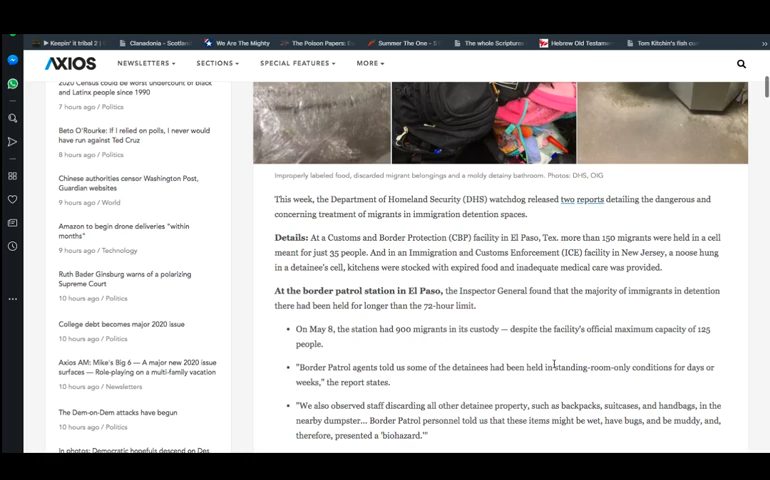 Keepin' it tribal 2
Clanadonia - Scotlan
We Are The Mighty
The Poison Papers: E
Summer The One - E
The whole Scriptures
Hebrew Old Testame
Tom Kitchin's fish co
»
AXIOS
NEWSLETTERS
SECTIONS
SPECIAL FEATURES
MORE
2020 Census could be worst undercount of black
and Latinx people since 1990
7 hours ago / Politics
Beto O'Rourke: If I relied on polls, I never would
have run against Ted Cruz
8 hours ago / Politics
Chinese authorities censor Washington Post,
Guardian websites
9 hours ago / World
Amazon to begin drone deliveries "within
months"
9 hours ago / Technology
Ruth Bader Ginsburg warns of a polarizing
Supreme Court
10 hours ago / Politics
College debt becomes major 2020 issue
10 hours ago / Politics
Axios AM: Mike's Big 6 — A major new 2020 issue
surfaces — Role-playing on a multi-family vacation
10 hours ago / Newsletters
The Dem-on-Dem attacks have begun
10 hours ago / Politics
In photos: Democratic hopefuls descend on Des
Improperly labeled food, discarded migrant belongings and a moldy detainy bathroom. Photos: DHS, OIG
This week, the Department of Homeland Security (DHS) watchdog released two reports detailing the dangerous and
concerning treatment of migrants in immigration detention spaces.
Details: At a Customs and Border Protection (CBP) facility in El Paso, Tex. more than 150 migrants were held in a cell
meant for just 35 people. And in an Immigration and Customs Enforcement (ICE) facility in New Jersey, a noose hung
in a detainee's cell, kitchens were stocked with expired food and inadequate medical care was provided.
At the border patrol station in El Paso, the Inspector General found that the majority of immigrants in detention
there had been held for longer than the 72-hour limit.
• On May 8, the station had 900 migrants in its custody — despite the facility's official maximum capacity of 125
people.
• "Border Patrol agents told us some of the detainees had been held in standing-room-only conditions for days or
weeks," the report states.
• "We also observed staff discarding all other detainee property, such as backpacks, suitcases, and handbags, in the
nearby dumpster... Border Patrol personnel told us that these items might be wet, have bugs, and be muddy, and,
therefore, presented a 'biohazard.'"